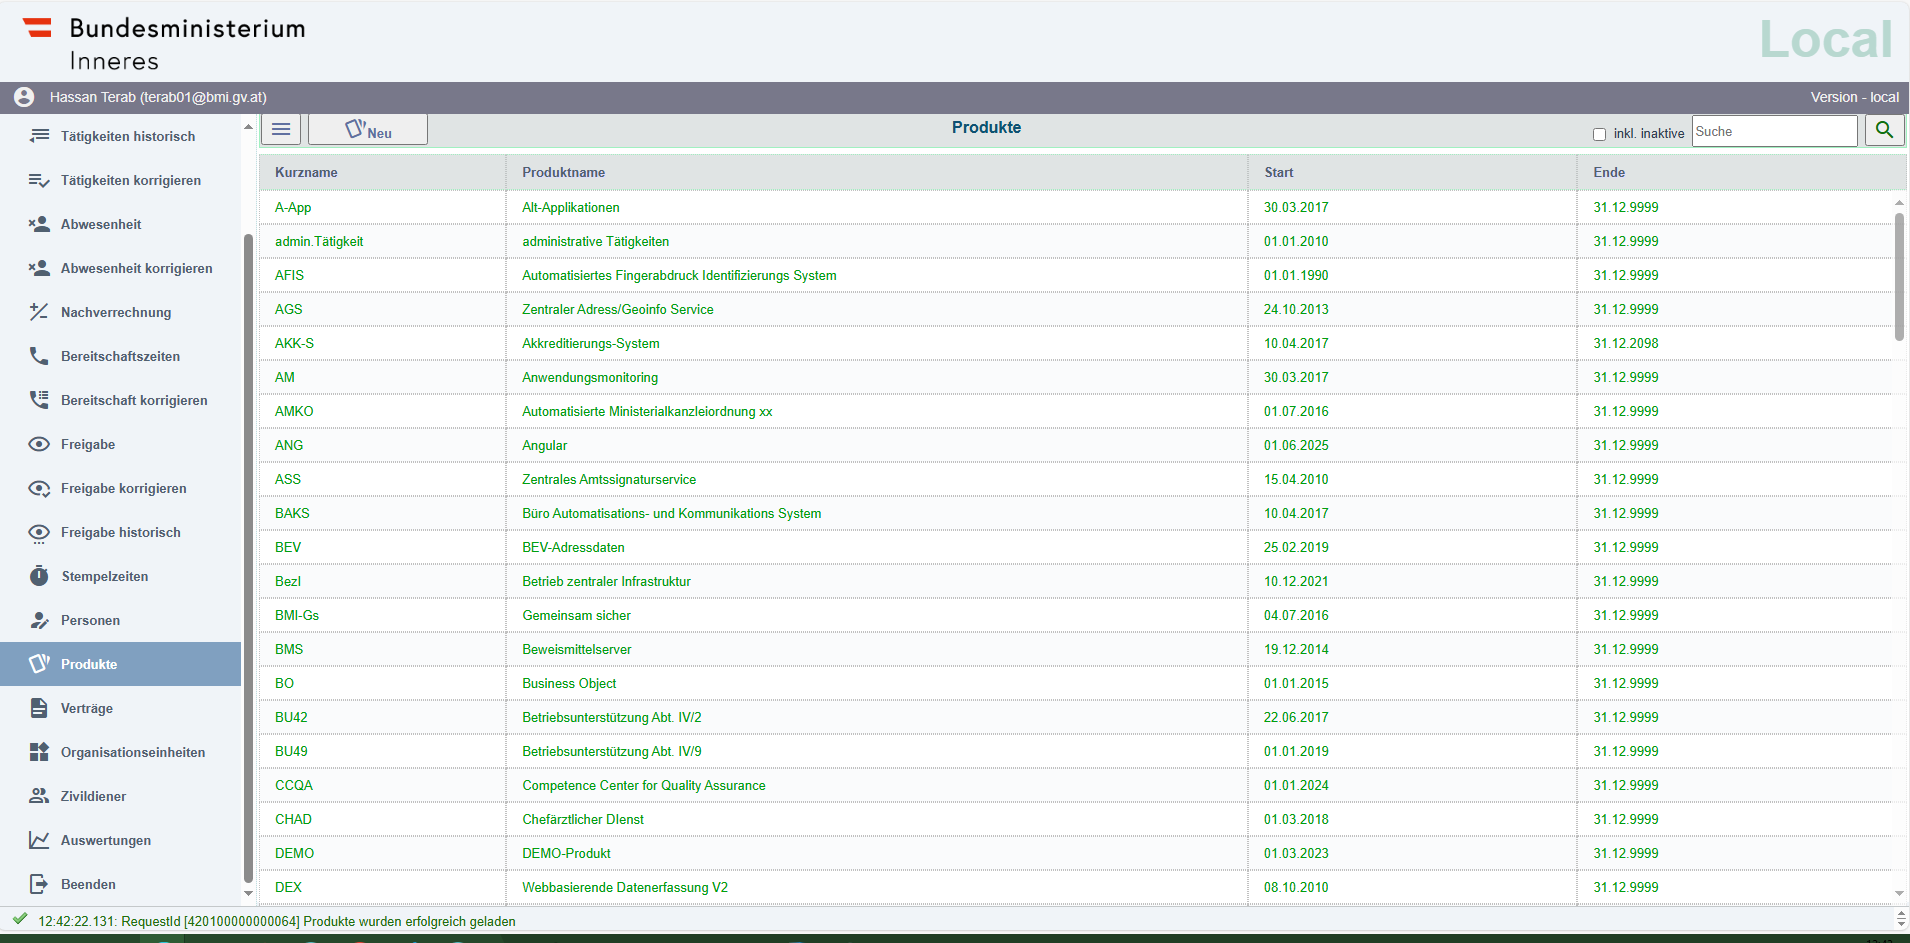 Bundesministerium
Inneres
Local
Hassan Terab (terab01@bmi.gv.at)
Version - local
Tätigkeiten historisch
Tätigkeiten korrigieren
Abwesenheit
Abwesenheit korrigieren
Nachverrechnung
Bereitschaftszeiten
Bereitschaft korrigieren
Freigabe
Freigabe korrigieren
Freigabe historisch
Stempelzeiten
Personen
Produkte
Verträge
Organisationseinheiten
Zivildiener
Auswertungen
Beenden
Neu
Produkte
inkl. inaktive
Suche
Kurzname Produktname Start Ende
A-App Alt-Applikationen 30.03.2017 31.12.9999
admin.Tätigkeit administrative Tätigkeiten 01.01.2010 31.12.9999
AFIS Automatisiertes Fingerabdruck Identifizierungs System 01.01.1990 31.12.9999
AGS Zentraler Adress/Geoinfo Service 24.10.2013 31.12.9999
AKK-S Akkreditierungs-System 10.04.2017 31.12.2098
AM Anwendungsmonitoring 30.03.2017 31.12.9999
AMKO Automatisierte Ministerialkanzleiordnung xx 01.07.2016 31.12.9999
ANG Angular 01.06.2025 31.12.9999
ASS Zentrales Amtssignaturservice 15.04.2010 31.12.9999
BAKS Büro Automatisations- und Kommunikations System 10.04.2017 31.12.9999
BEV BEV-Adressdaten 25.02.2019 31.12.9999
BezI Betrieb zentraler Infrastruktur 10.12.2021 31.12.9999
BMI-Gs Gemeinsam sicher 04.07.2016 31.12.9999
BMS Beweismittelserver 19.12.2014 31.12.9999
BO Business Object 01.01.2015 31.12.9999
BU42 Betriebsunterstützung Abt. IV/2 22.06.2017 31.12.9999
BU49 Betriebsunterstützung Abt. IV/9 01.01.2019 31.12.9999
CCQA Competence Center for Quality Assurance 01.01.2024 31.12.9999
CHAD Chefärztlicher DIenst 01.03.2018 31.12.9999
DEMO DEMO-Produkt 01.03.2023 31.12.9999
DEX Webbasierende Datenerfassung V2 08.10.2010 31.12.9999
12:42:22.131: RequestId [420100000000064] Produkte wurden erfolgreich geladen